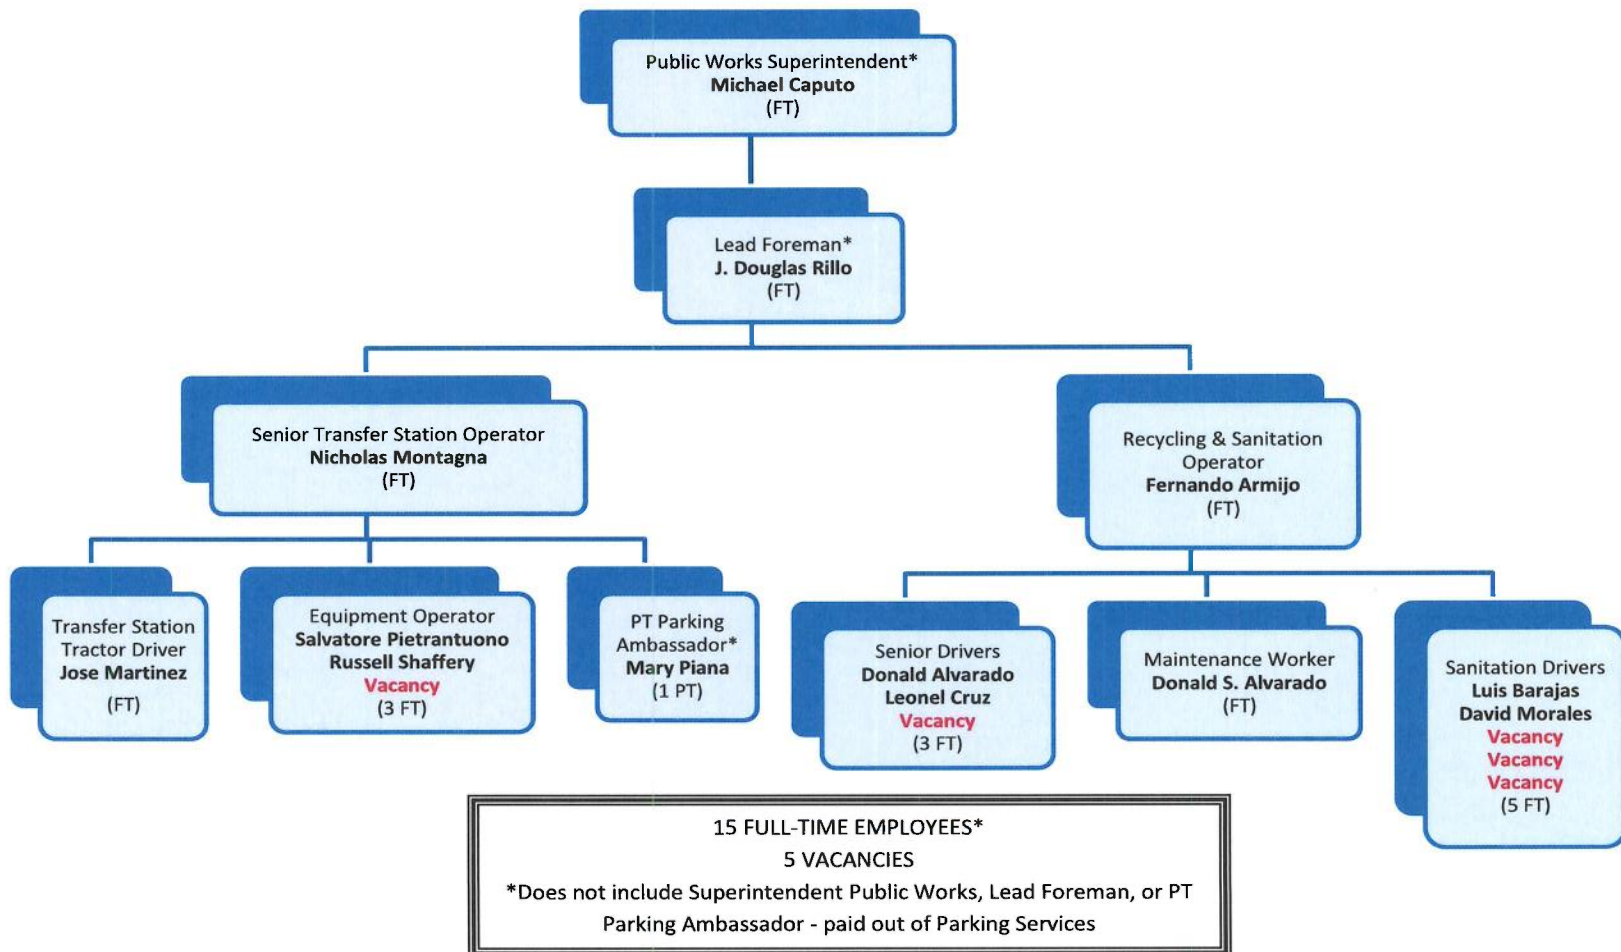 Public Works Superintendent*
Michael Caputo
(FT)
Lead Foreman*
J. Douglas Rillo
(FT)
Senior Transfer Station Operator
Nicholas Montagna
(FT)
Recycling & Sanitation
Operator
Fernando Armijo
(FT)
Transfer Station
Tractor Driver
Jose Martinez
(FT)
Equipment Operator
Salvatore Pietrantuono
Russell Shaffery
Vacancy
(3 FT)
PT Parking
Ambassador*
Mary Piana
(1 PT)
Senior Drivers
Donald Alvarado
Leonel Cruz
Vacancy
(3 FT)
Maintenance Worker
Donald S. Alvarado
(FT)
Sanitation Drivers
Luis Barajas
David Morales
Vacancy
Vacancy
Vacancy
(5 FT)
15 FULL-TIME EMPLOYEES*
5 VACANCIES
*Does not include Superintendent Public Works, Lead Foreman, or PT
Parking Ambassador - paid out of Parking Services